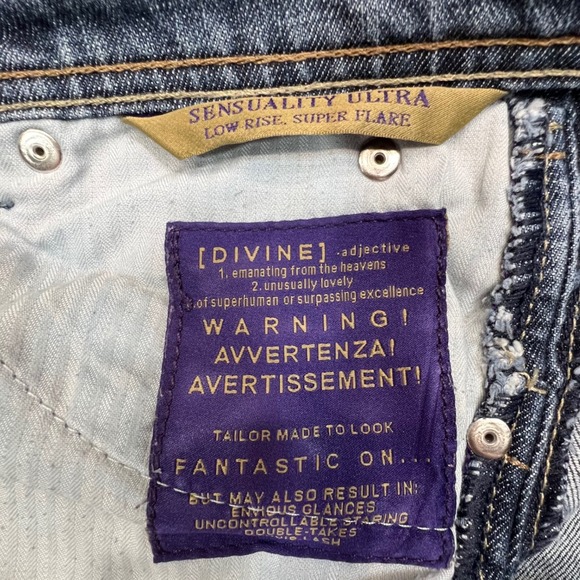 SENSUALITY ULTRA
LOW RISE, SUPER FLARE
[DIVINE] -adjective
1. emanating from the heavens
2. unusually lovely
of superhuman or surpassing excellence
WARNING!
AVVERTENZA!
AVERTISSEMENT!
TAILOR MADE TO LOOK
FANTASTIC ON...
BUT MAY ALSO RESULT IN:
ENVIOUS GLANCES
UNCONTROLLABLE STARING
DOUBLE-TAKES